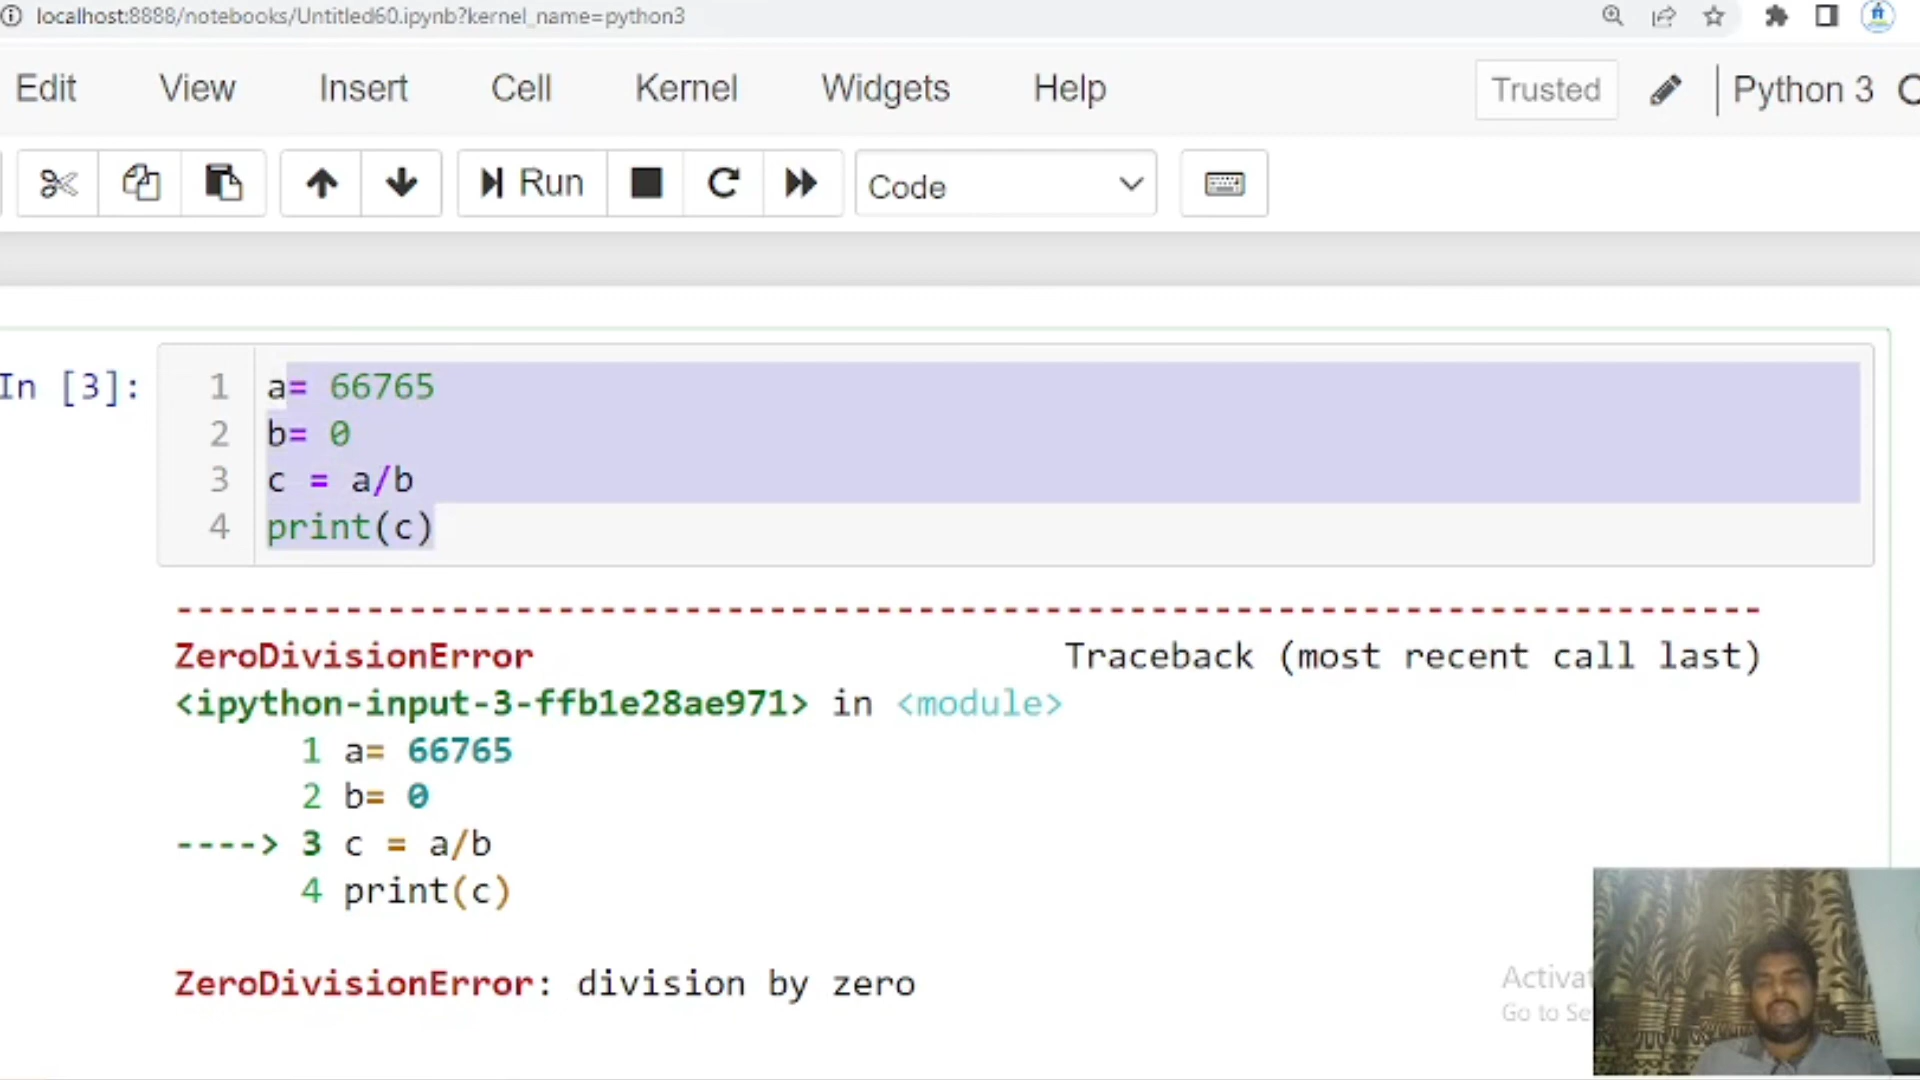 localhost:8888/notebooks/Untitled60.ipynb?kernel_name=python3
Edit View Insert Cell Kernel Widgets Help Trusted Python 3
Run Code
In [3]:
1 a= 66765
2 b= 0
3 c = a/b
4 print(c)
---------------------------------------------------------------------------
ZeroDivisionError Traceback (most recent call last)
<ipython-input-3-ffb1e28ae971> in <module>
1 a= 66765
2 b= 0
----> 3 c = a/b
4 print(c)
ZeroDivisionError: division by zero
Go to